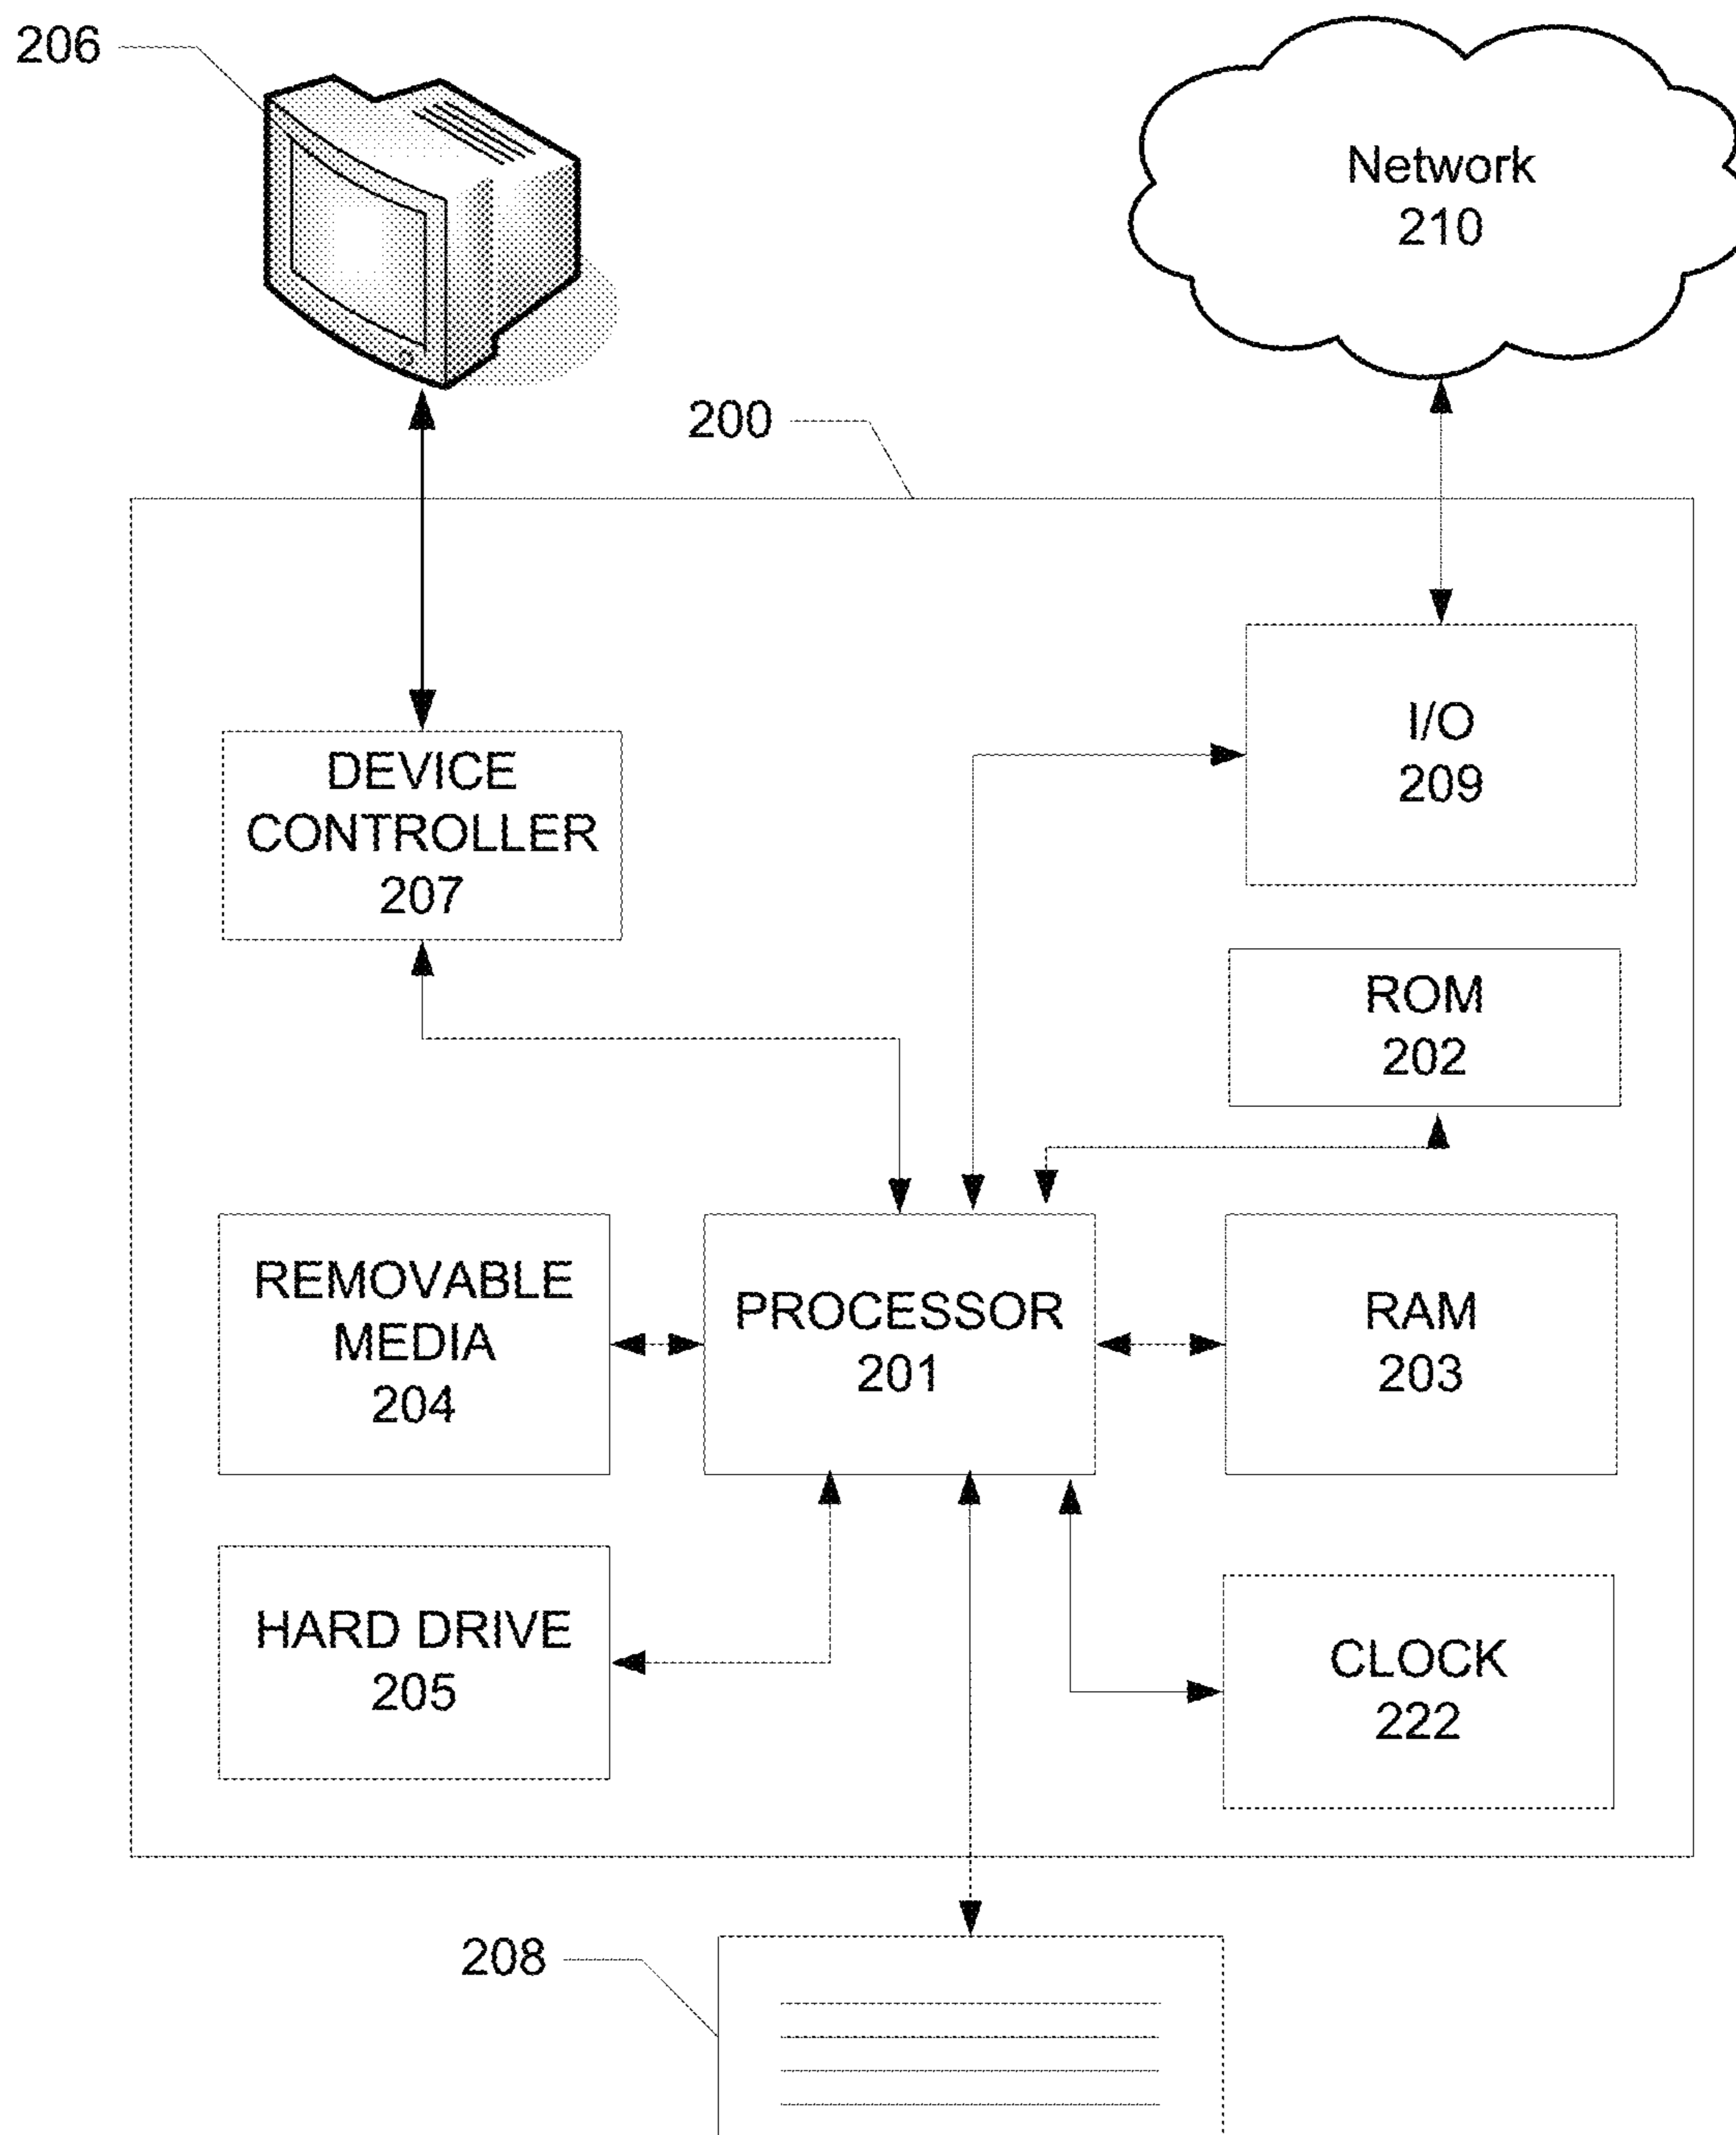 206
Network
210
200
I/O
209
DEVICE
CONTROLLER
207
ROM
202
REMOVABLE
MEDIA
204
PROCESSOR
201
RAM
203
HARD DRIVE
205
CLOCK
222
208